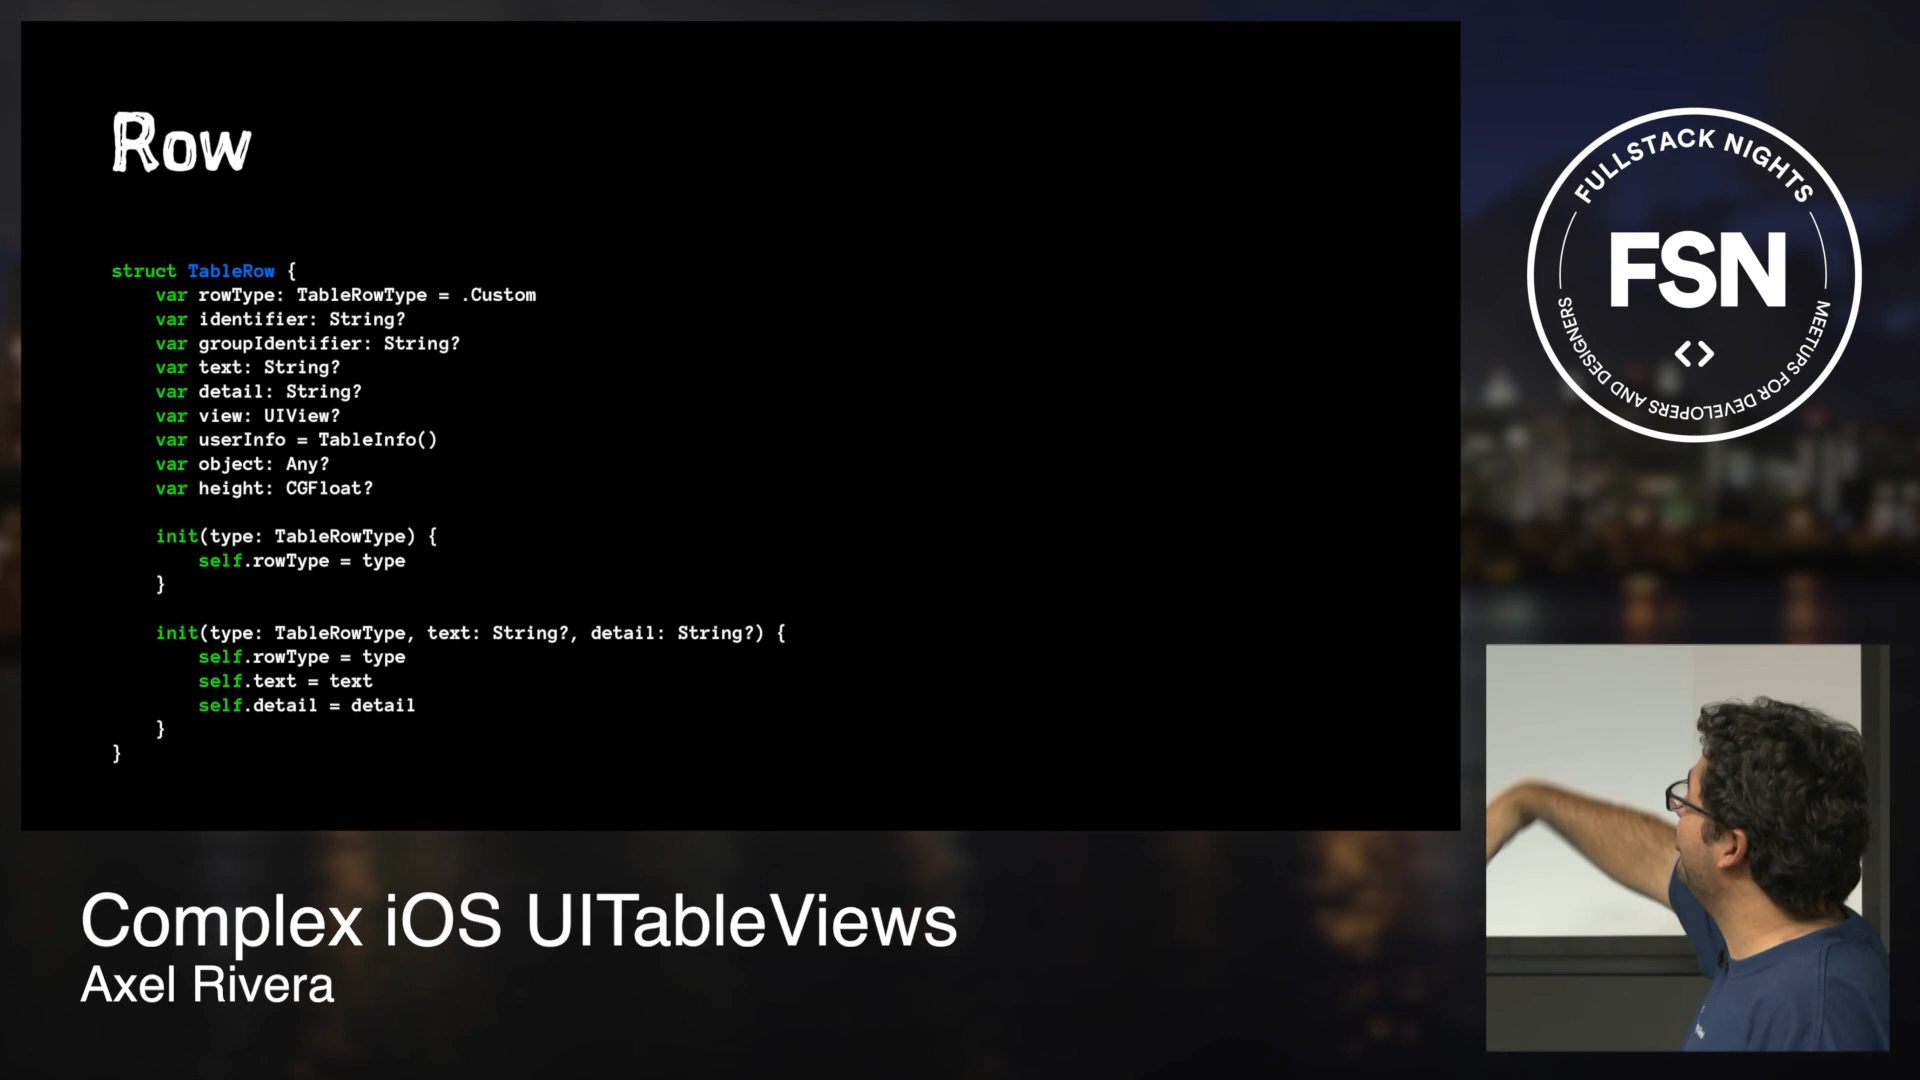 Row
struct TableRow {
    var rowType: TableRowType = .Custom
    var identifier: String?
    var groupIdentifier: String?
    var text: String?
    var detail: String?
    var view: UIView?
    var userInfo = TableInfo()
    var object: Any?
    var height: CGFloat?
    init(type: TableRowType) {
        self.rowType = type
    }
    init(type: TableRowType, text: String?, detail: String?) {
        self.rowType = type
        self.text = text
        self.detail = detail
    }
}
FULLSTACK NIGHTS
FSN
<>
MEETUPS FOR DEVELOPERS AND DESIGNERS
Complex iOS UITableViews
Axel Rivera